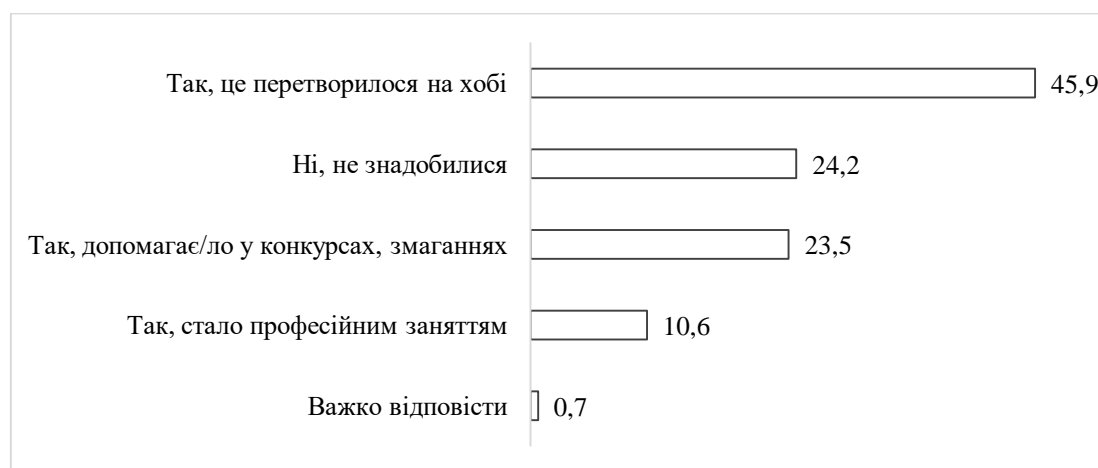 Так, це перетворилося на хобі 45,9
Ні, не знадобилися 24,2
Так, допомагає/ло у конкурсах, змаганнях 23,5
Так, стало професійним заняттям 10,6
Важко відповісти 0,7